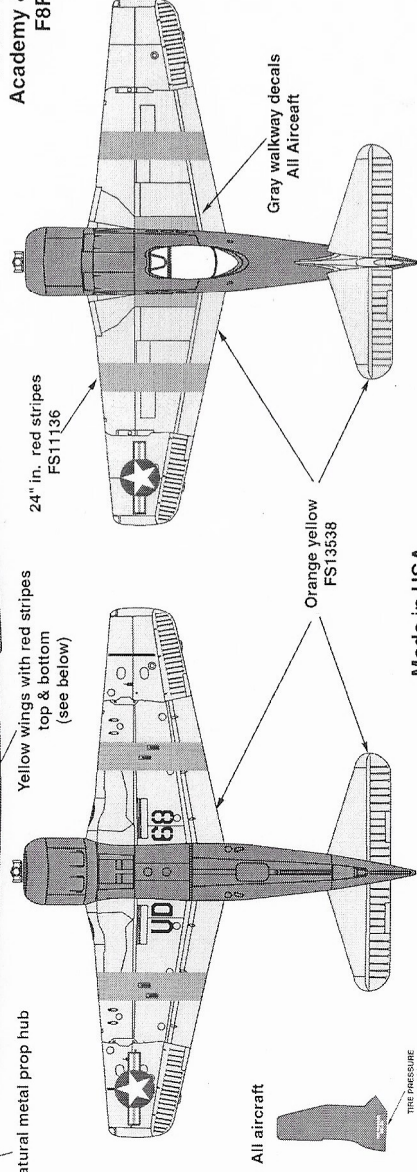 Academy
F8F
Gray walkway decals
All Airceaft
24" in. red stripes
FS11136
Orange yellow
FS13538
Made in USA
Yellow wings with red stripes
top & bottom
(see below)
UD
68
atural metal prop hub
All aircraft
TIRE PRESSURE